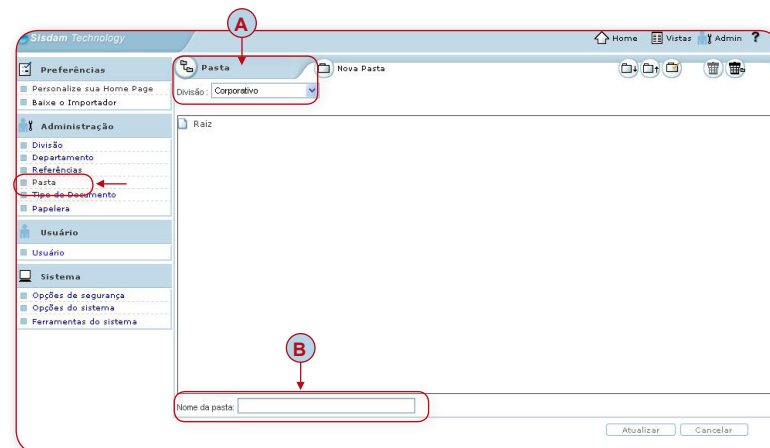 A
Sisdam Technology
Home Vistas Admin ?
Preferências
Personalize sua Home Page
Baixe o Importador
Administração
Divisão
Departamento
Referências
Pasta
Tipo do Documento
Papelera
Usuário
Usuário
Sistema
Opções de segurança
Opções do sistema
Ferramentas do sistema
Pasta Nova Pasta
Divisão : Corporativo
Raiz
B
Nome da pasta:
Atualizar Cancelar